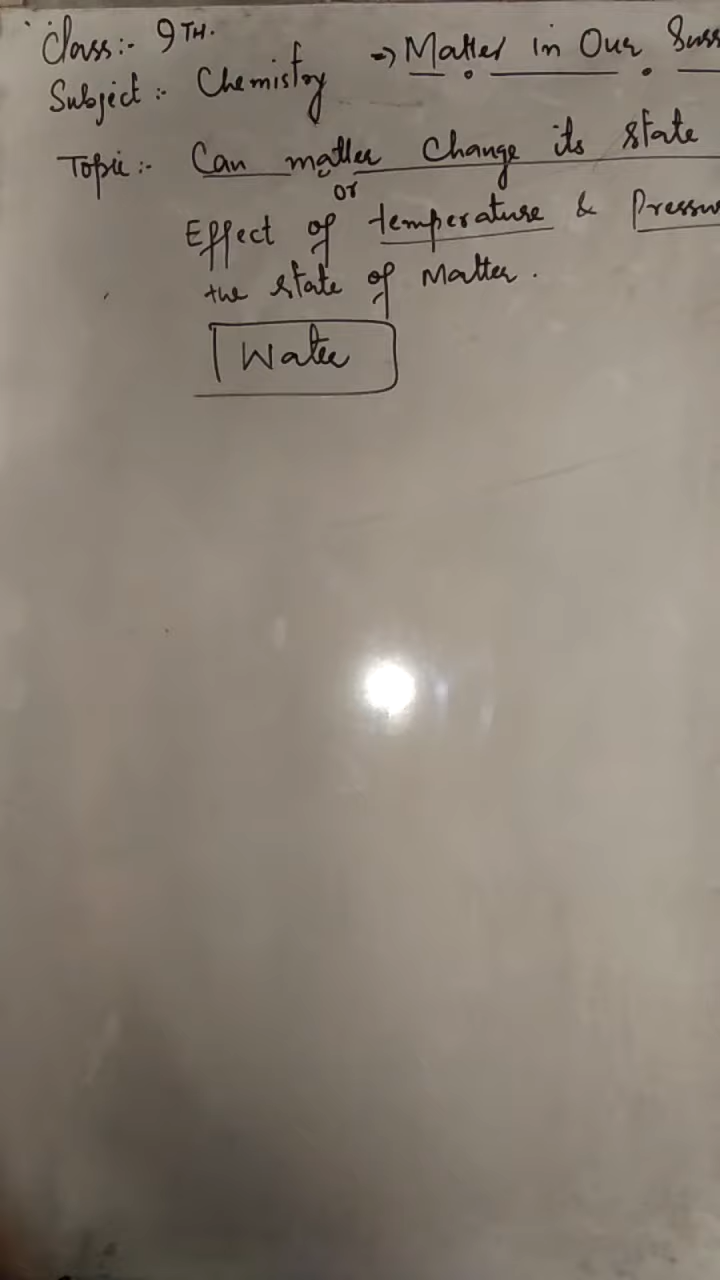 Class:- 9TH.
Subject:- Chemistry
→ Matter in Our
Topic:- Can matter Change its state
or
Effect of temperature &
the state of Matter.
Water